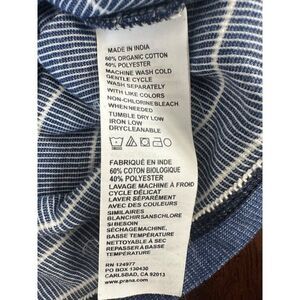 MADE IN INDIA
60% ORGANIC COTTON
40% POLYESTER
MACHINE WASH COLD
GENTLE CYCLE
WASH SEPARATELY
WITH LIKE COLORS
NON-CHLORINE BLEACH
WHEN NEEDED
TUMBLE DRY LOW
IRON LOW
DRYCLEANABLE
FABRIQUÉ EN INDE
60% COTON BIOLOGIQUE
40% POLYESTER
LAVAGE MACHINE À FROID
CYCLE DÉLICAT
LAVER SÉPARÉMENT
AVEC DES COULEURS
SIMILAIRES
BLANCHIR SANS CHLORE
SI BESOIN
SÉCHAGE MACHINE,
BASSE TEMPÉRATURE
NETTOYABLE À SEC
REPASSER À BASSE
TEMPÉRATURE
RN 124977
PO BOX 130430
CARLSBAD, CA 92013
www.prana.com